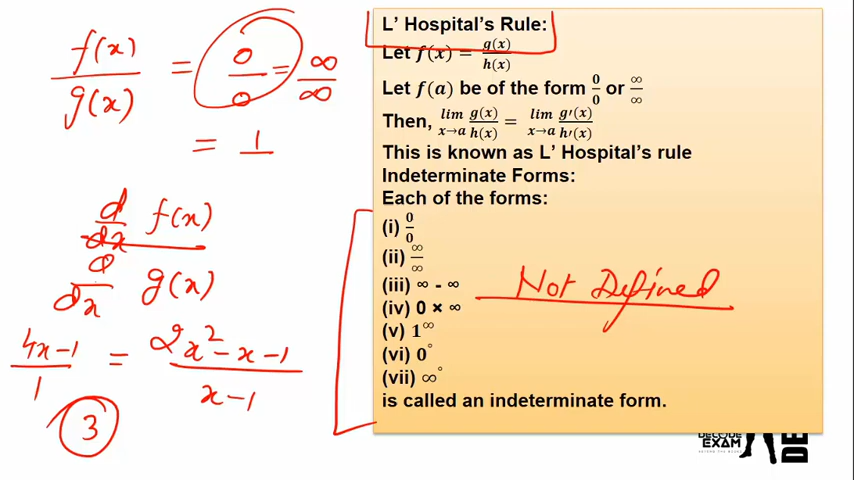 f(x)/g(x) = 0/0 = ∞/∞
= 1
d/dx f(x)
d/dx g(x)
4x-1/1 = 2x²-x-1/x-1
3
L' Hospital's Rule:
Let f(x) = g(x)/h(x)
Let f(a) be of the form 0/0 or ∞/∞
Then, lim x→a g(x)/h(x) = lim x→a g′(x)/h′(x)
This is known as L' Hospital's rule
Indeterminate Forms:
Each of the forms:
(i) 0/0
(ii) ∞/∞
(iii) ∞ - ∞
(iv) 0 × ∞
(v) 1^∞
(vi) 0°
(vii) ∞°
is called an indeterminate form.
Not Defined
DECODE
EXAM
DE